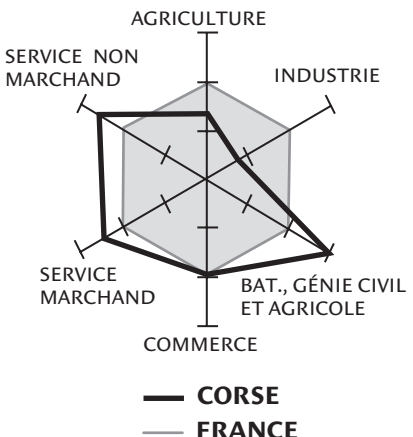 AGRICULTURE
SERVICE NON
MARCHAND
INDUSTRIE
SERVICE
MARCHAND
BAT., GÉNIE CIVIL
ET AGRICOLE
COMMERCE
CORSE
FRANCE